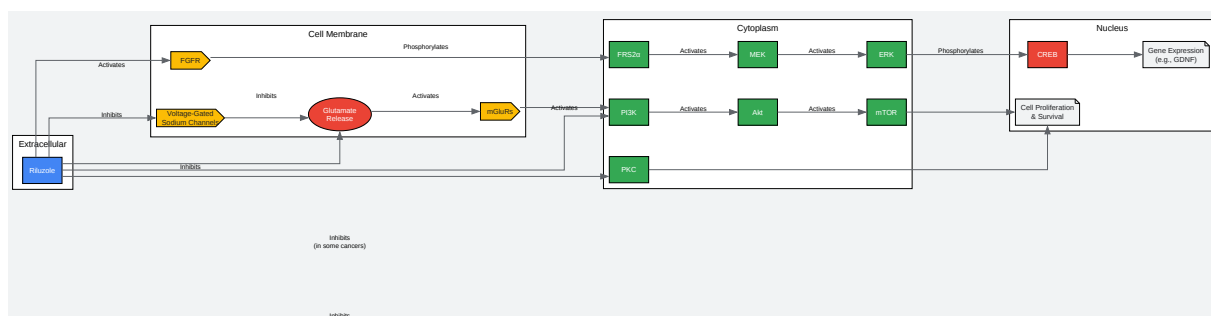 Cell Membrane
Cytoplasm
Nucleus
Phosphorylates
FGFR
Activates
FRS2α
Activates
MEK
Activates
ERK
Phosphorylates
CREB
Gene Expression
(e.g., GDNF)
Inhibits
Activates
Voltage-Gated
Sodium Channels
Inhibits
Glutamate
Release
mGluRs
Activates
PI3K
Activates
Akt
Activates
mTOR
Cell Proliferation
& Survival
Extracellular
Riluzole
Inhibits
PKC
Inhibits
(in some cancers)
Inhibits